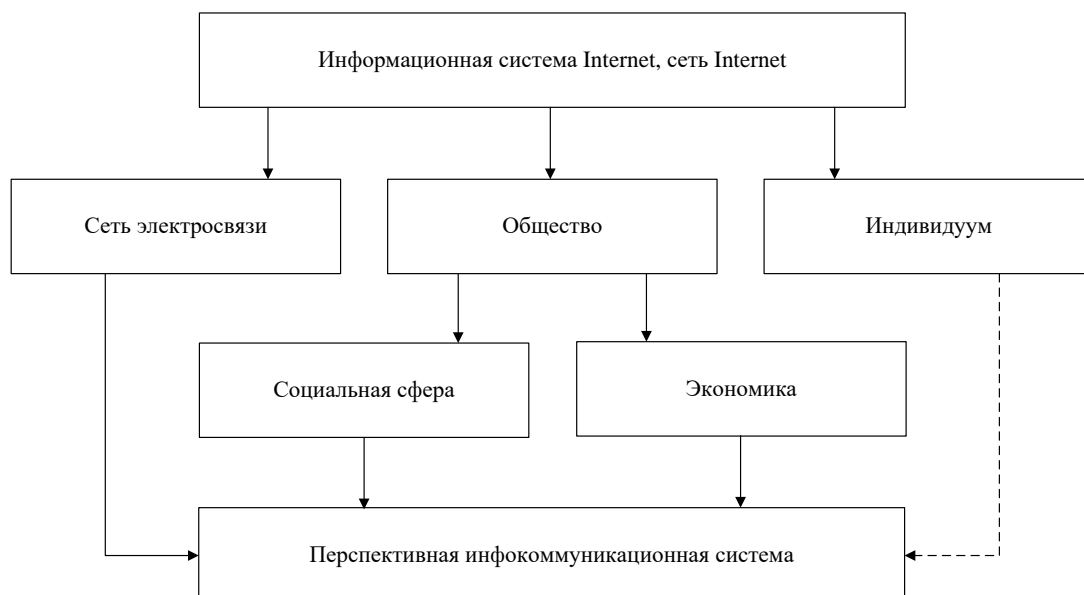 Информационная система Internet, сеть Internet
Сеть электросвязи
Общество
Индивидуум
Социальная сфера
Экономика
Перспективная инфокоммуникационная система